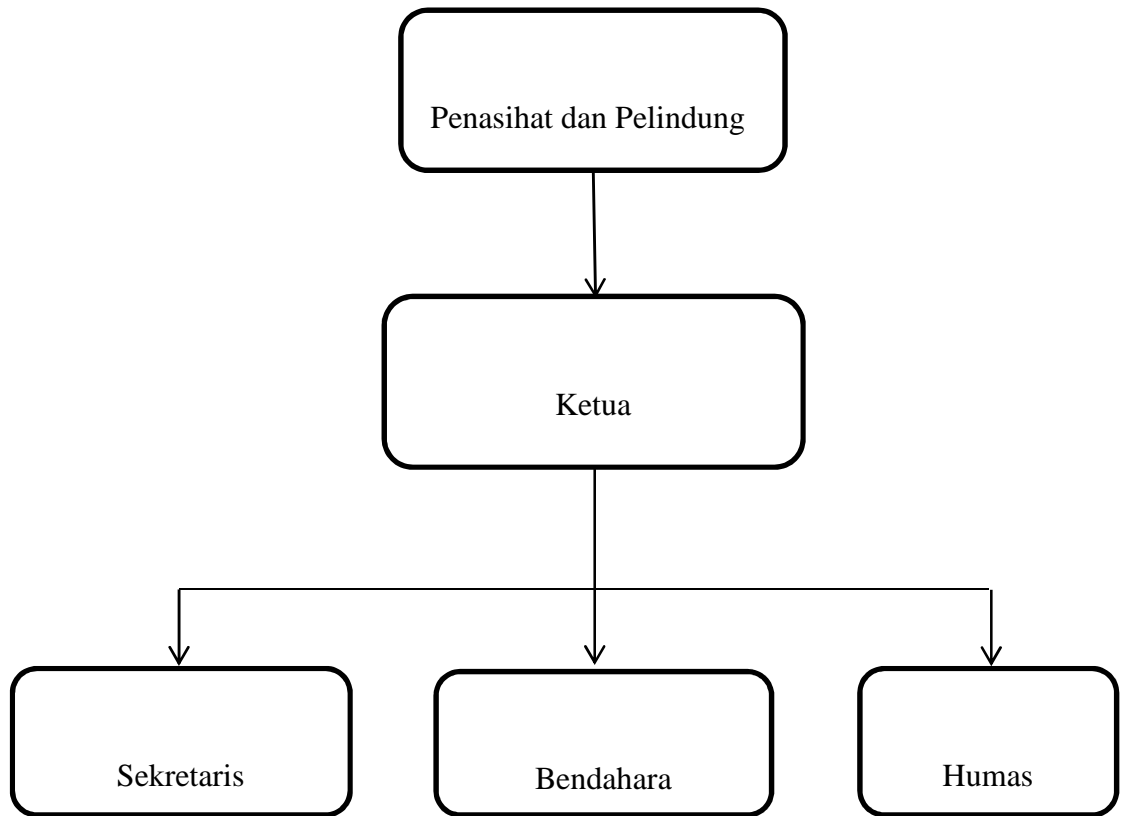 Penasihat dan Pelindung
Ketua
Sekretaris
Bendahara
Humas